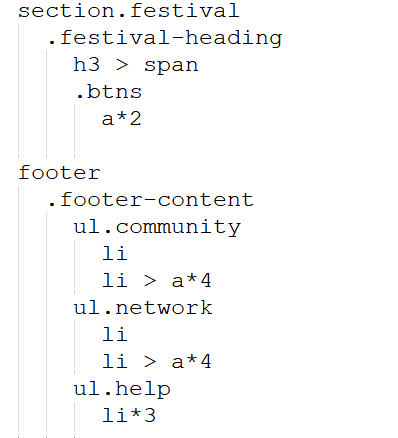 section.festival
  .festival-heading
    h3 > span
    .btns
      a*2

footer
  .footer-content
    ul.community
      li
      li > a*4
    ul.network
      li
      li > a*4
    ul.help
      li*3